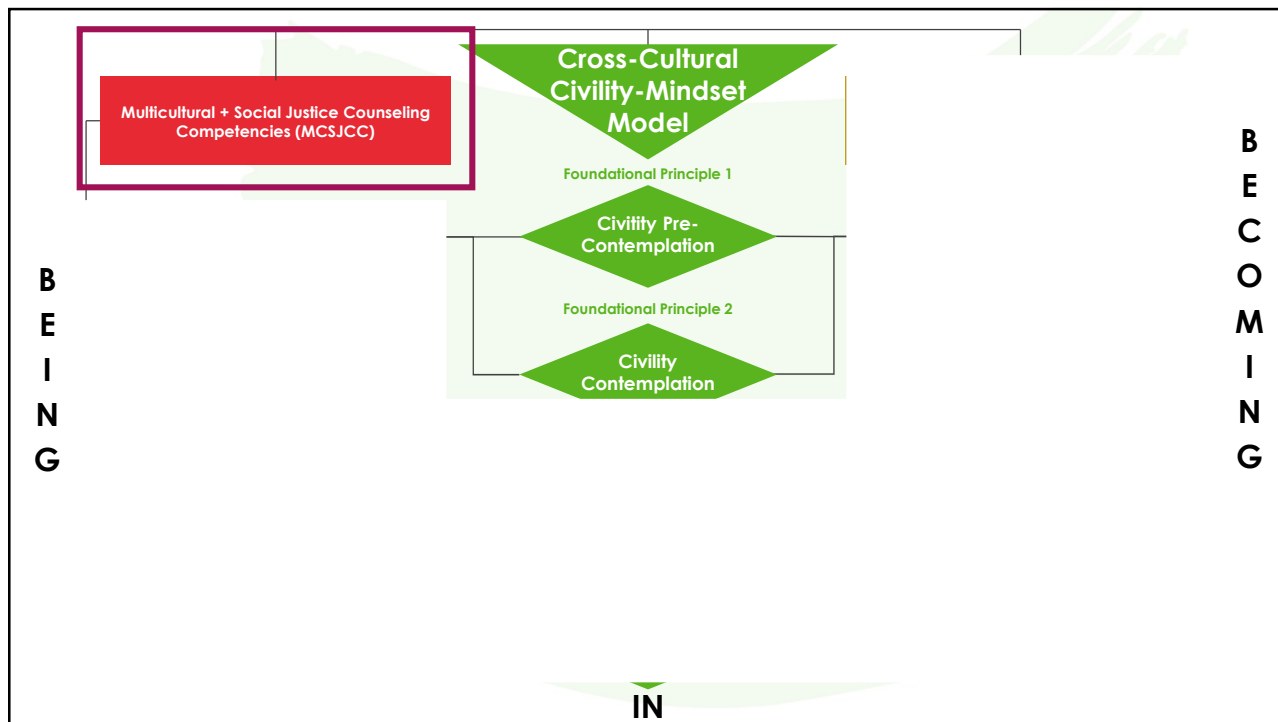 Cross-Cultural
Civility-Mindset
Model
Multicultural + Social Justice Counseling
Competencies (MCSJCC)
Foundational Principle 1
Civitity Pre-
Contemplation
Foundational Principle 2
Civility
Contemplation
B
E
I
N
G
B
E
C
O
M
I
N
G
IN